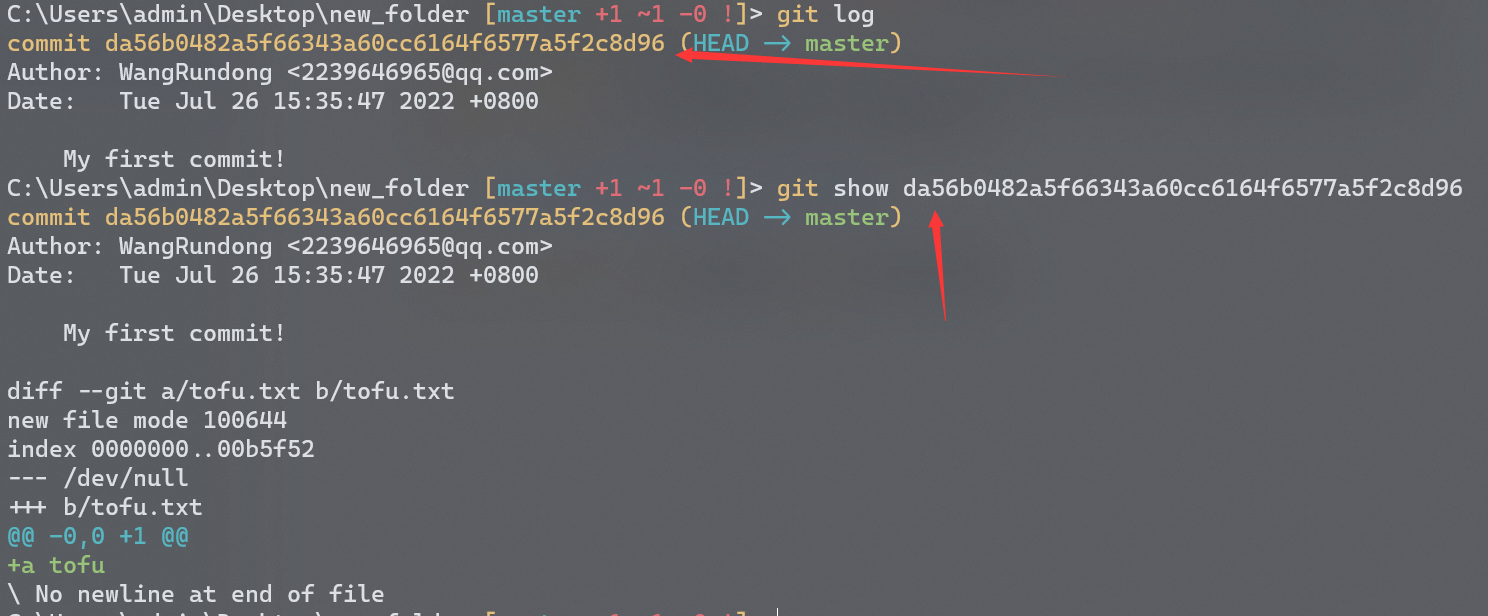 C:\Users\admin\Desktop\new_folder [master +1 ~1 -0 !]> git log
commit da56b0482a5f66343a60cc6164f6577a5f2c8d96 (HEAD -> master)
Author: WangRundong <2239646965@qq.com>
Date:   Tue Jul 26 15:35:47 2022 +0800
    My first commit!
C:\Users\admin\Desktop\new_folder [master +1 ~1 -0 !]> git show da56b0482a5f66343a60cc6164f6577a5f2c8d96
commit da56b0482a5f66343a60cc6164f6577a5f2c8d96 (HEAD -> master)
Author: WangRundong <2239646965@qq.com>
Date:   Tue Jul 26 15:35:47 2022 +0800
    My first commit!
diff --git a/tofu.txt b/tofu.txt
new file mode 100644
index 0000000..00b5f52
--- /dev/null
+++ b/tofu.txt
@@ -0,0 +1 @@
+a tofu
\ No newline at end of file